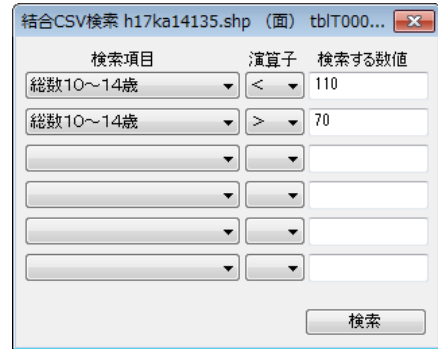 結合CSV検索 h17ka14135.shp （面） tblT000...
検索項目 演算子 検索する数値
総数10～14歳 < 110
総数10～14歳 > 70
検索